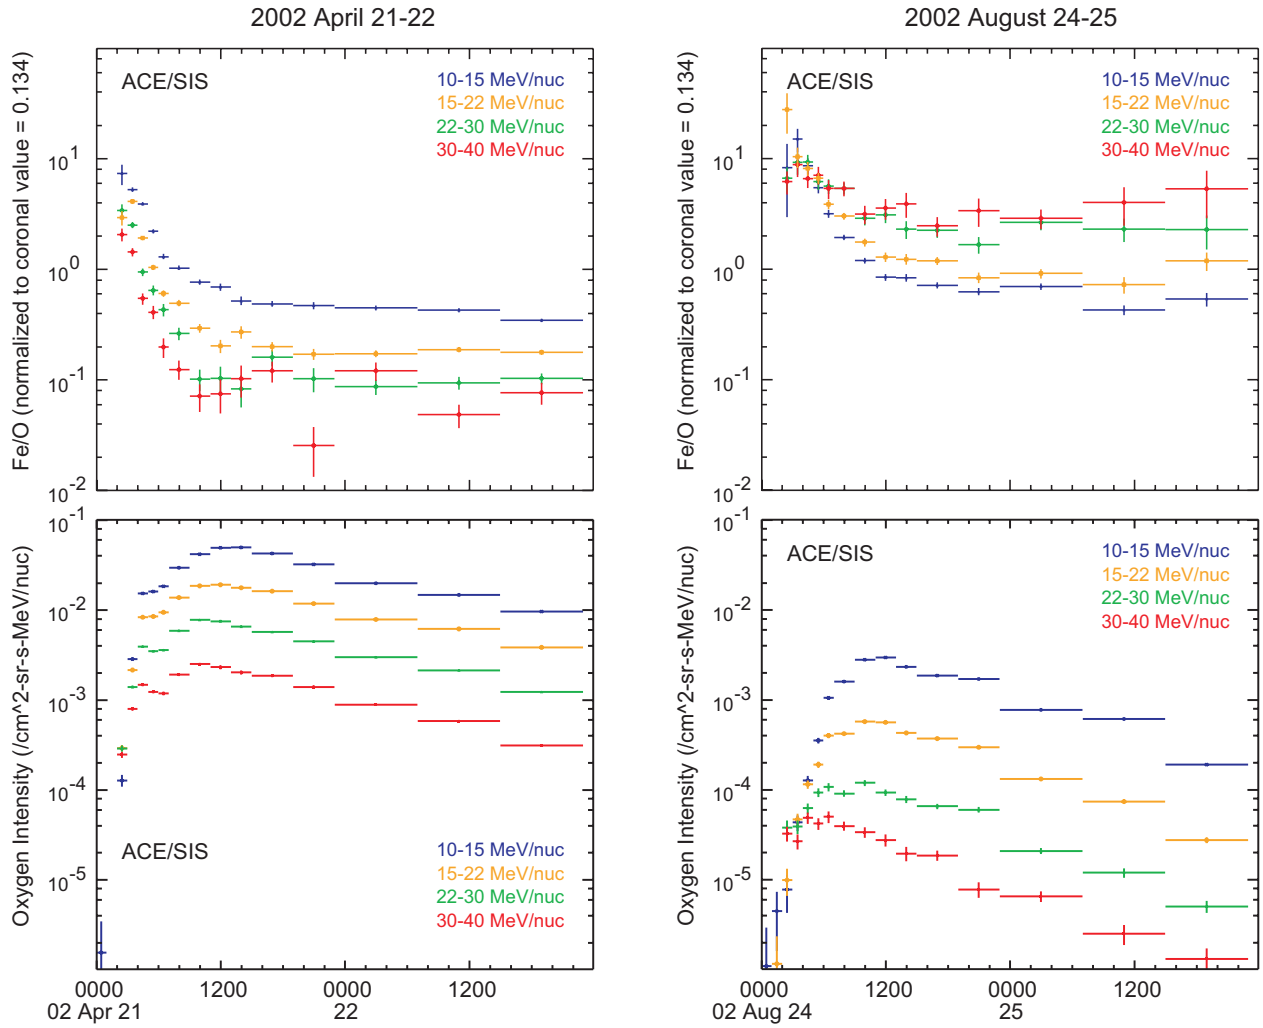 2002 April 21-22
2002 August 24-25
Fe/O (normalized to coronal value = 0.134)
ACE/SIS
10-15 MeV/nuc
15-22 MeV/nuc
22-30 MeV/nuc
30-40 MeV/nuc
10^1
10^0
10^-1
10^-2
Fe/O (normalized to coronal value = 0.134)
ACE/SIS
10-15 MeV/nuc
15-22 MeV/nuc
22-30 MeV/nuc
30-40 MeV/nuc
10^1
10^0
10^-1
10^-2
Oxygen Intensity (/cm^2-sr-s-MeV/nuc)
10^-1
10^-2
10^-3
10^-4
10^-5
ACE/SIS
10-15 MeV/nuc
15-22 MeV/nuc
22-30 MeV/nuc
30-40 MeV/nuc
0000 1200 0000 1200
02 Apr 21 22
Oxygen Intensity (/cm^2-sr-s-MeV/nuc)
10^-1
10^-2
10^-3
10^-4
10^-5
ACE/SIS
10-15 MeV/nuc
15-22 MeV/nuc
22-30 MeV/nuc
30-40 MeV/nuc
0000 1200 0000 1200
02 Aug 24 25